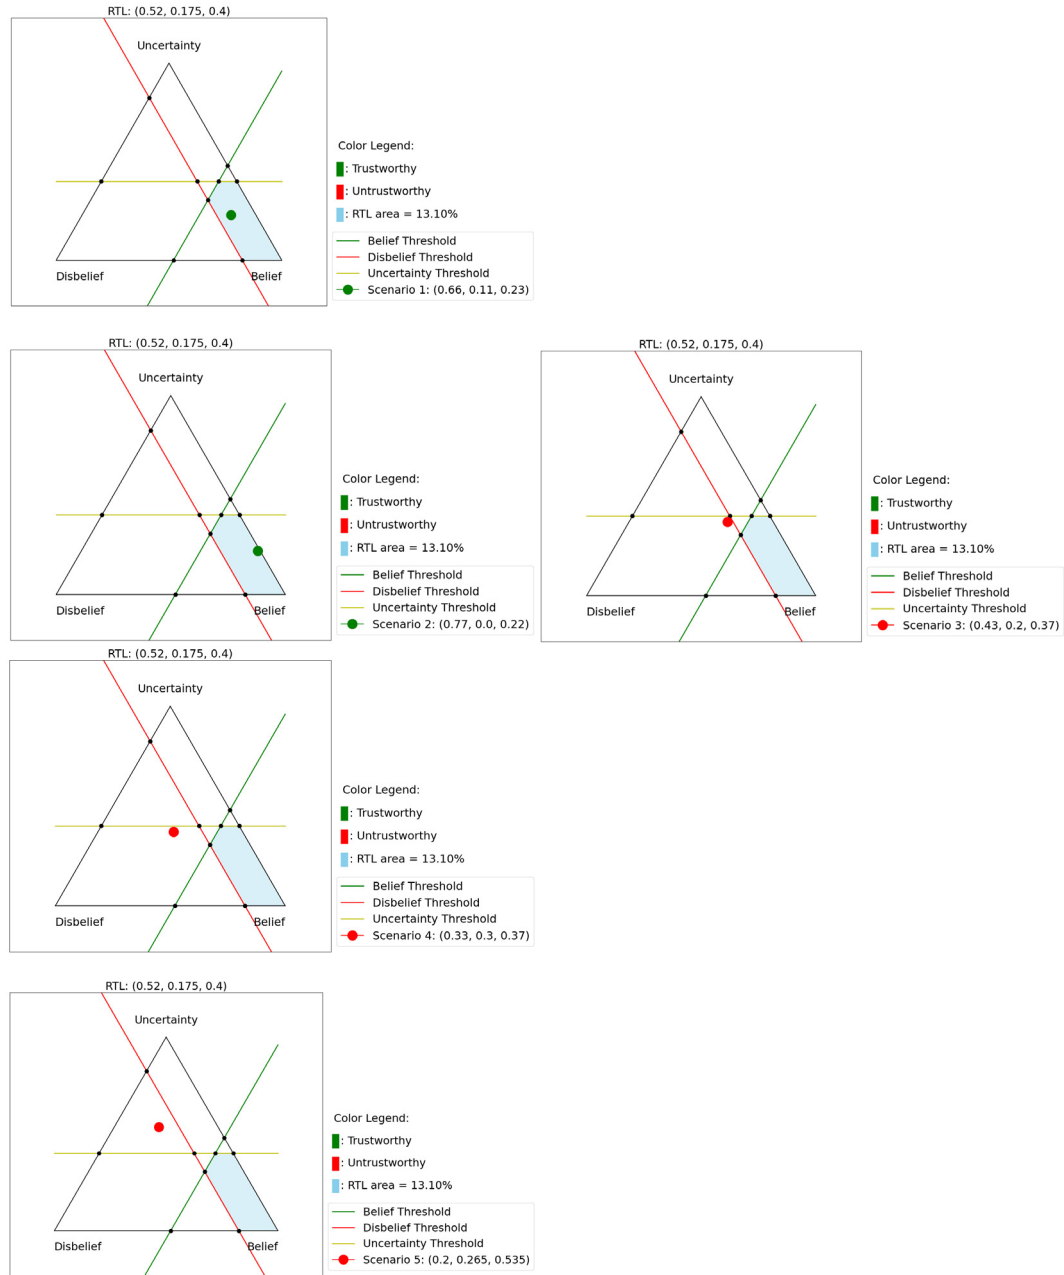 RTL: (0.52, 0.175, 0.4)
Uncertainty
Disbelief
Belief
Color Legend:
: Trustworthy
: Untrustworthy
: RTL area = 13.10%
Belief Threshold
Disbelief Threshold
Uncertainty Threshold
Scenario 1: (0.66, 0.11, 0.23)
RTL: (0.52, 0.175, 0.4)
Uncertainty
Disbelief
Belief
Color Legend:
: Trustworthy
: Untrustworthy
: RTL area = 13.10%
Belief Threshold
Disbelief Threshold
Uncertainty Threshold
Scenario 2: (0.77, 0.0, 0.22)
RTL: (0.52, 0.175, 0.4)
Uncertainty
Disbelief
Belief
Color Legend:
: Trustworthy
: Untrustworthy
: RTL area = 13.10%
Belief Threshold
Disbelief Threshold
Uncertainty Threshold
Scenario 3: (0.43, 0.2, 0.37)
RTL: (0.52, 0.175, 0.4)
Uncertainty
Disbelief
Belief
Color Legend:
: Trustworthy
: Untrustworthy
: RTL area = 13.10%
Belief Threshold
Disbelief Threshold
Uncertainty Threshold
Scenario 4: (0.33, 0.3, 0.37)
RTL: (0.52, 0.175, 0.4)
Uncertainty
Disbelief
Belief
Color Legend:
: Trustworthy
: Untrustworthy
: RTL area = 13.10%
Belief Threshold
Disbelief Threshold
Uncertainty Threshold
Scenario 5: (0.2, 0.265, 0.535)